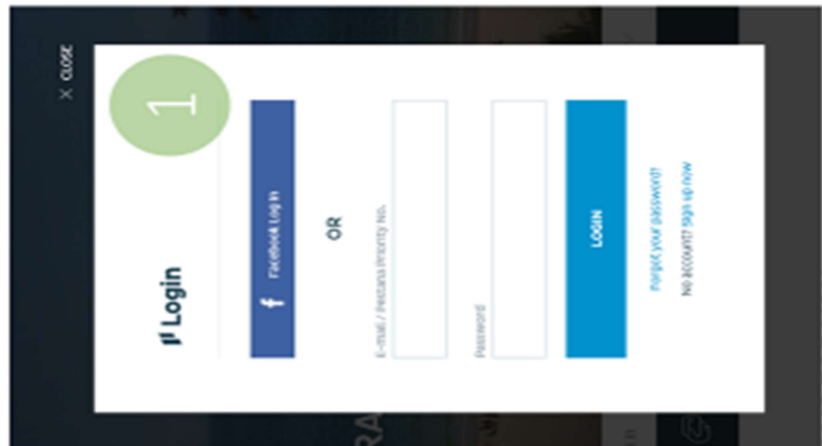 X CLOSE
1
Login
f Facebook Log In
OR
E-mail / Pestana Priority No.
Password
LOGIN
Forgot your password?
No account? Sign up now
RA